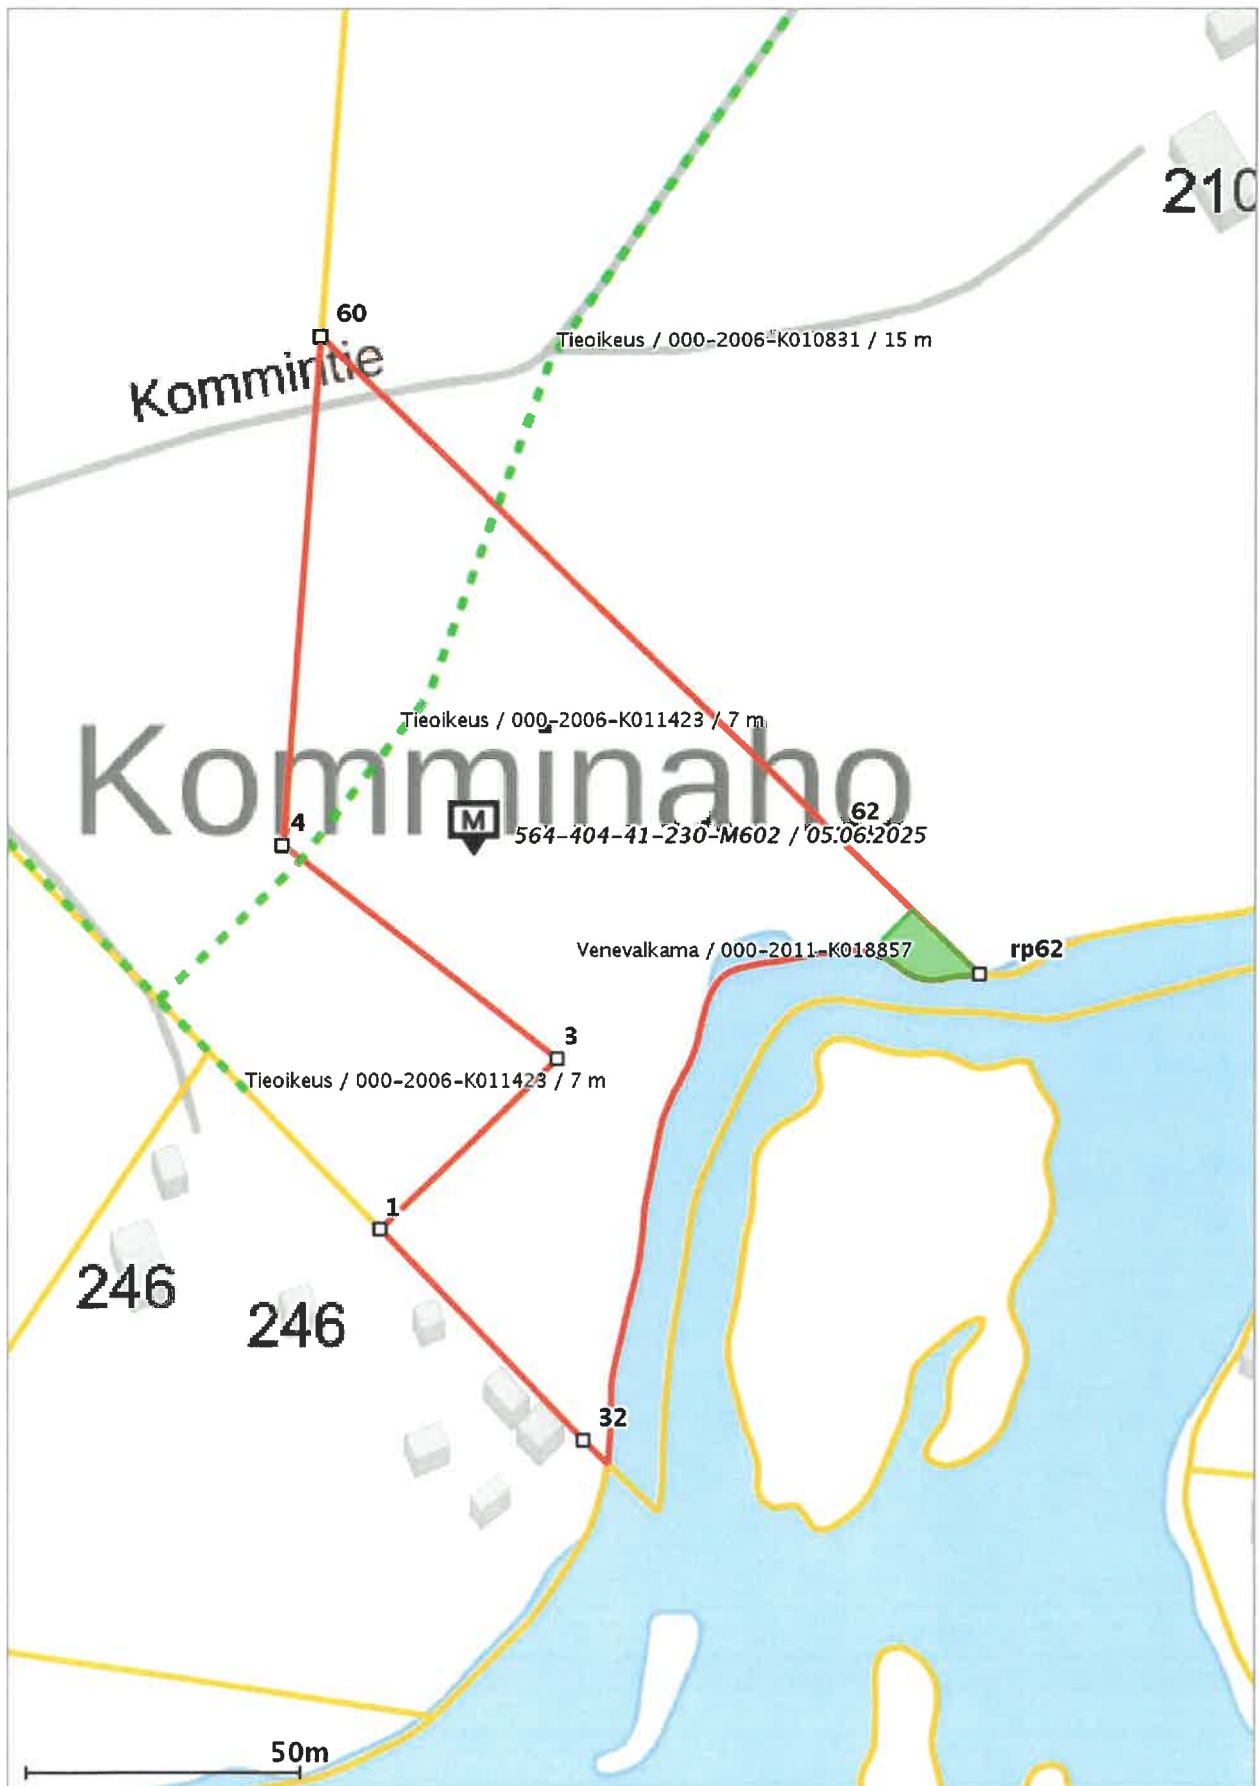 210
60
Tieoikeus / 000-2006-K010831 / 15 m
Kommintie
Tieoikeus / 000-2006-K011423 / 7 m
Komminaho
4
M
62
564-404-41-230-M602 / 05.06.2025
Venevalkama / 000-2011-K018857
rp62
3
Tieoikeus / 000-2006-K011423 / 7 m
1
246
246
32
50m